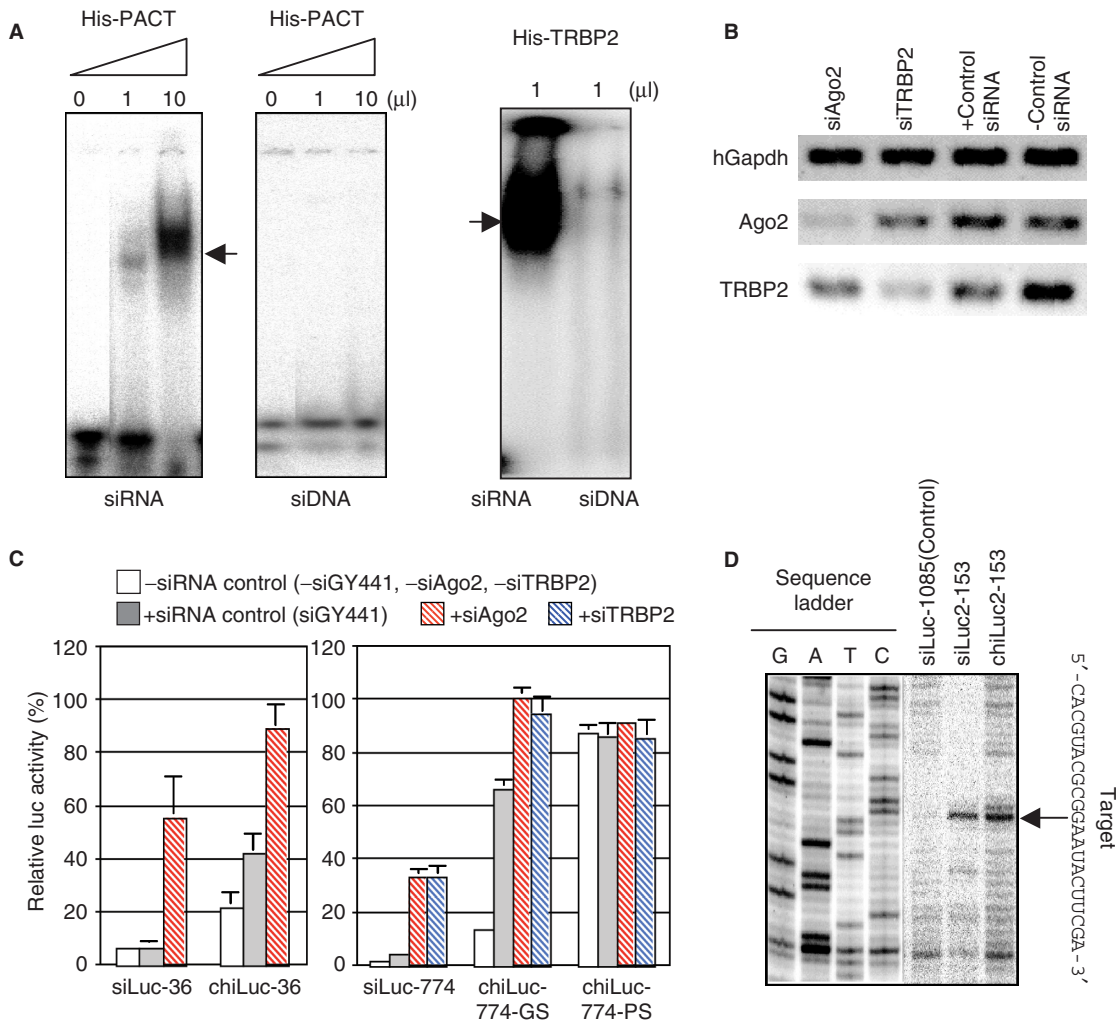 A
His-PACT
His-PACT
His-TRBP2
0 1 10
0 1 10 (μl)
1 1 (μl)
siRNA
siDNA
siRNA siDNA
B
siAgo2
siTRBP2
+Control siRNA
-Control siRNA
hGapdh
Ago2
TRBP2
C
–siRNA control (–siGY441, –siAgo2, –siTRBP2)
+siRNA control (siGY441)
+siAgo2
+siTRBP2
Relative luc activity (%)
120
100
80
60
40
20
0
siLuc-36 chiLuc-36
120
100
80
60
40
20
0
siLuc-774
chiLuc-
774-GS
chiLuc-
774-PS
D
Sequence
ladder
G A T C
siLuc-1085(Control)
siLuc2-153
chiLuc2-153
5′-CACGUACGCGGAAUACUUCGA-3′
Target